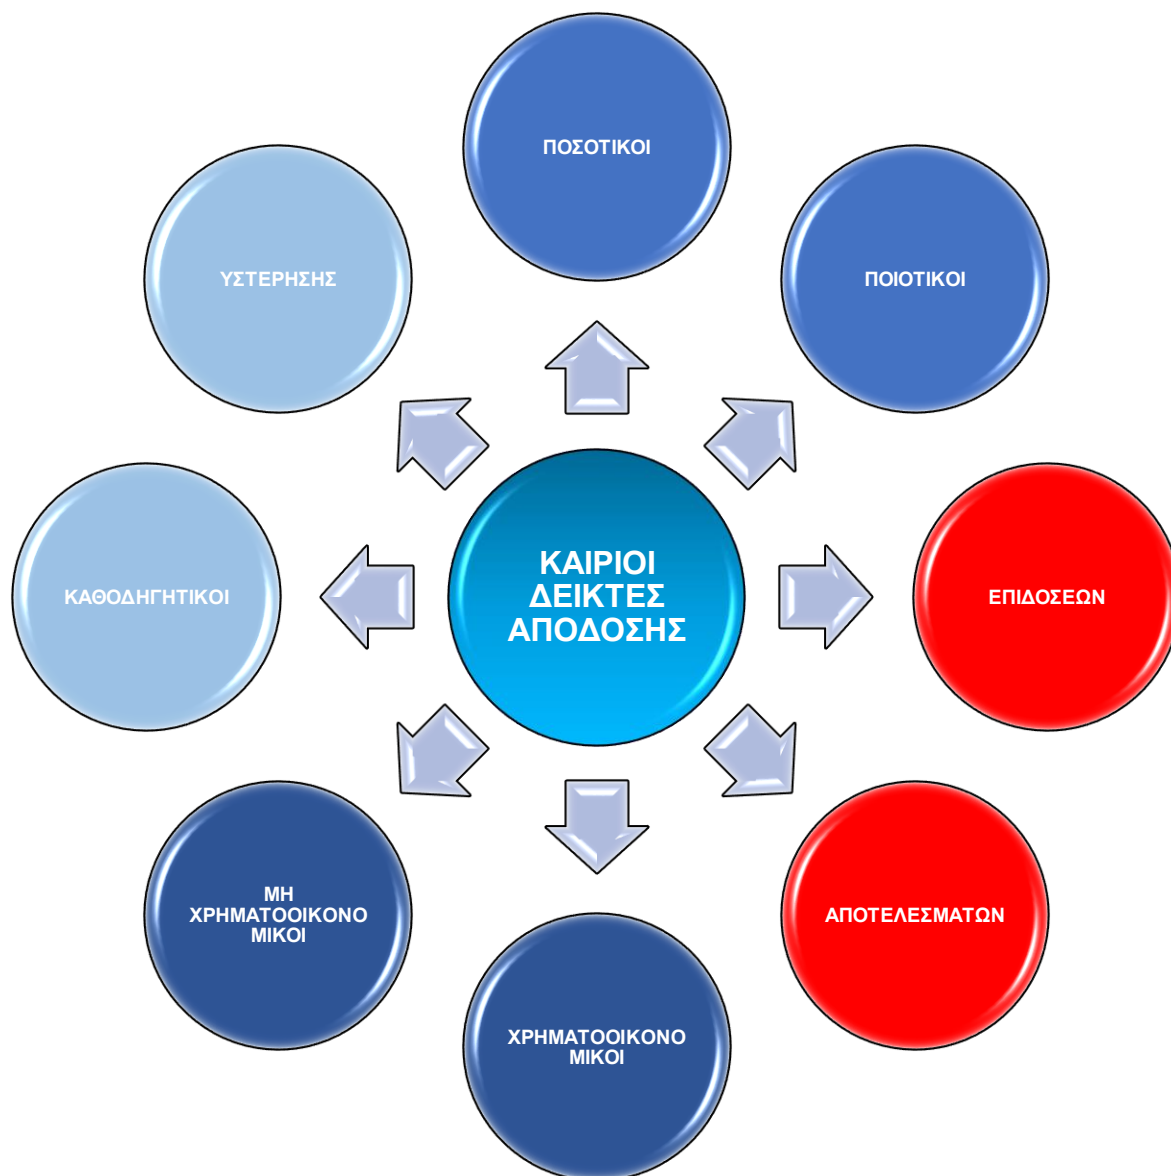 ΠΟΣΟΤΙΚΟΙ
ΠΟΙΟΤΙΚΟΙ
ΕΠΙΔΟΣΕΩΝ
ΑΠΟΤΕΛΕΣΜΑΤΩΝ
ΧΡΗΜΑΤΟΟΙΚΟΝΟ
ΜΙΚΟΙ
ΜΗ
ΧΡΗΜΑΤΟΟΙΚΟΝΟ
ΜΙΚΟΙ
ΚΑΘΟΔΗΓΗΤΙΚΟΙ
ΥΣΤΕΡΗΣΗΣ
ΚΑΙΡΙΟΙ
ΔΕΙΚΤΕΣ
ΑΠΟΔΟΣΗΣ